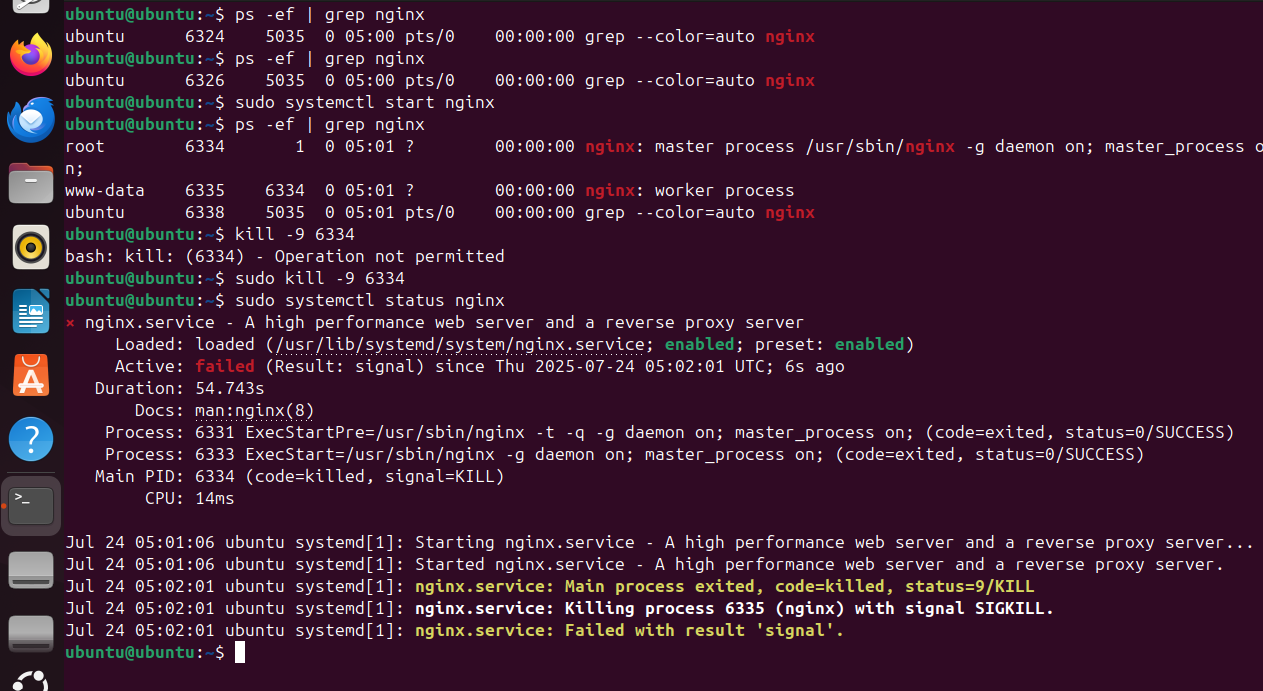 ubuntu@ubuntu:~$ ps -ef | grep nginx
ubuntu      6324    5035  0 05:00 pts/0    00:00:00 grep --color=auto nginx
ubuntu@ubuntu:~$ ps -ef | grep nginx
ubuntu      6326    5035  0 05:00 pts/0    00:00:00 grep --color=auto nginx
ubuntu@ubuntu:~$ sudo systemctl start nginx
ubuntu@ubuntu:~$ ps -ef | grep nginx
root        6334       1  0 05:01 ?        00:00:00 nginx: master process /usr/sbin/nginx -g daemon on; master_process o
n;
www-data    6335    6334  0 05:01 ?        00:00:00 nginx: worker process
ubuntu      6338    5035  0 05:01 pts/0    00:00:00 grep --color=auto nginx
ubuntu@ubuntu:~$ kill -9 6334
bash: kill: (6334) - Operation not permitted
ubuntu@ubuntu:~$ sudo kill -9 6334
ubuntu@ubuntu:~$ sudo systemctl status nginx
× nginx.service - A high performance web server and a reverse proxy server
     Loaded: loaded (/usr/lib/systemd/system/nginx.service; enabled; preset: enabled)
     Active: failed (Result: signal) since Thu 2025-07-24 05:02:01 UTC; 6s ago
   Duration: 54.743s
       Docs: man:nginx(8)
    Process: 6331 ExecStartPre=/usr/sbin/nginx -t -q -g daemon on; master_process on; (code=exited, status=0/SUCCESS)
    Process: 6333 ExecStart=/usr/sbin/nginx -g daemon on; master_process on; (code=exited, status=0/SUCCESS)
   Main PID: 6334 (code=killed, signal=KILL)
        CPU: 14ms

Jul 24 05:01:06 ubuntu systemd[1]: Starting nginx.service - A high performance web server and a reverse proxy server...
Jul 24 05:01:06 ubuntu systemd[1]: Started nginx.service - A high performance web server and a reverse proxy server.
Jul 24 05:02:01 ubuntu systemd[1]: nginx.service: Main process exited, code=killed, status=9/KILL
Jul 24 05:02:01 ubuntu systemd[1]: nginx.service: Killing process 6335 (nginx) with signal SIGKILL.
Jul 24 05:02:01 ubuntu systemd[1]: nginx.service: Failed with result 'signal'.
ubuntu@ubuntu:~$